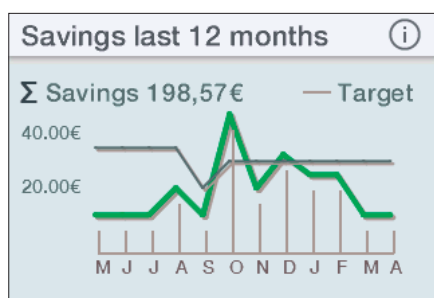 Savings last 12 months i
Σ Savings 198,57€ — Target
40.00€
20.00€
M J J A S O N D J F M A